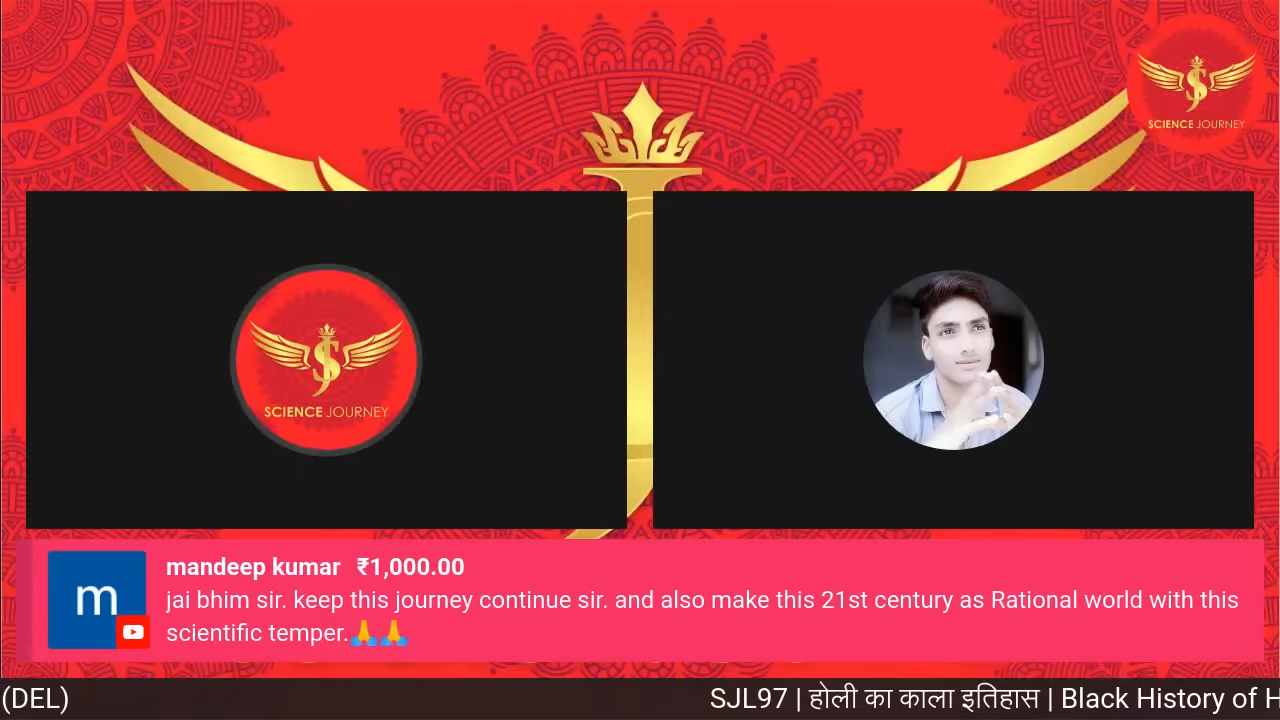 SCIENCE JOURNEY
SCIENCE JOURNEY
mandeep kumar ₹1,000.00
m
jai bhim sir. keep this journey continue sir. and also make this 21st century as Rational world with this
scientific temper.🙏🙏
(DEL) SJL97 | होली का काला इतिहास | Black History of H